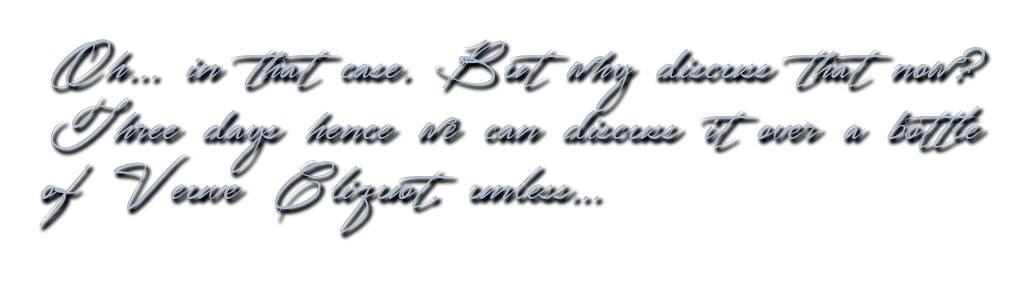 Oh... in that case. But why discuss that now?
Three days hence we can discuss it over a bottle
of Veuve Cliquot, unless...